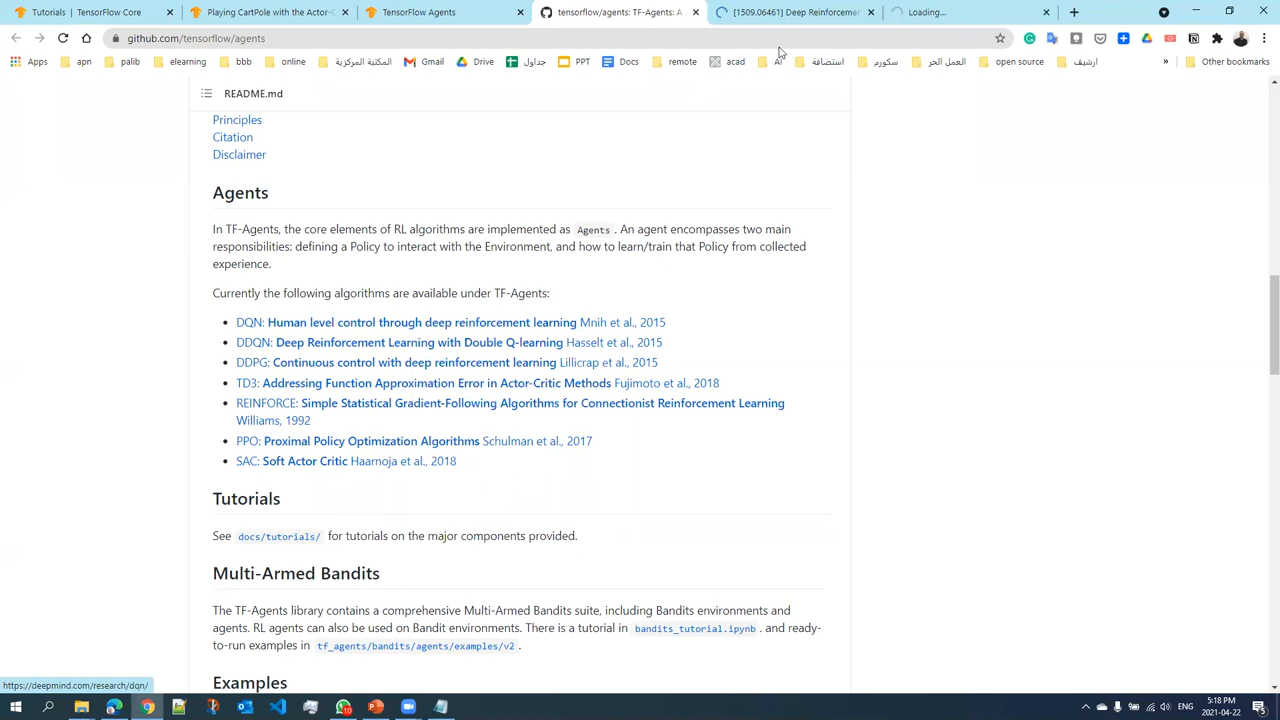 Tutorials | TensorFlow Core
Playing CartPole with the Actor-C
TensorFlow Agents
tensorflow/agents: TF-Agents: A
[1509.06461] Deep Reinforcemen
Loading...
github.com/tensorflow/agents
Apps
apn
palib
elearning
bbb
online
المكتبة المركزية
Gmail
Drive
جداول
PPT
Docs
remote
acad
AI
استضافة
سكورم
العمل الحر
open source
ارشيف
»
Other bookmarks
README.md
Principles
Citation
Disclaimer
Agents
In TF-Agents, the core elements of RL algorithms are implemented as Agents . An agent encompasses two main
responsibilities: defining a Policy to interact with the Environment, and how to learn/train that Policy from collected
experience.
Currently the following algorithms are available under TF-Agents:
• DQN: Human level control through deep reinforcement learning Mnih et al., 2015
• DDQN: Deep Reinforcement Learning with Double Q-learning Hasselt et al., 2015
• DDPG: Continuous control with deep reinforcement learning Lillicrap et al., 2015
• TD3: Addressing Function Approximation Error in Actor-Critic Methods Fujimoto et al., 2018
• REINFORCE: Simple Statistical Gradient-Following Algorithms for Connectionist Reinforcement Learning
Williams, 1992
• PPO: Proximal Policy Optimization Algorithms Schulman et al., 2017
• SAC: Soft Actor Critic Haarnoja et al., 2018
Tutorials
See docs/tutorials/ for tutorials on the major components provided.
Multi-Armed Bandits
The TF-Agents library contains a comprehensive Multi-Armed Bandits suite, including Bandits environments and
agents. RL agents can also be used on Bandit environments. There is a tutorial in bandits_tutorial.ipynb . and ready-
to-run examples in tf_agents/bandits/agents/examples/v2 .
Examples
https://deepmind.com/research/dqn/
10
ENG
5:18 PM
2021-04-22